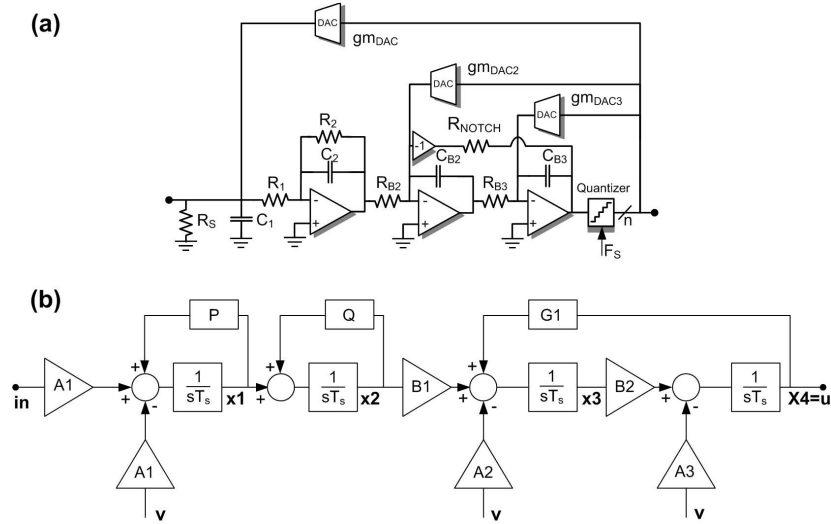 (a)
DAC
gmDAC
DAC
gmDAC2
DAC
gmDAC3
R2
C2
-1
RNOTCH
CB2
CB3
R1
RB2
RB3
Quantizer
RS
C1
-
+
-
+
-
+
n
FS
(b)
P
Q
G1
in
A1
+
+
-
1
sTs
x1
+
+
1
sTs
x2
B1
+
+
-
1
sTs
x3
B2
+
-
1
sTs
X4=u
A1
v
A2
v
A3
v